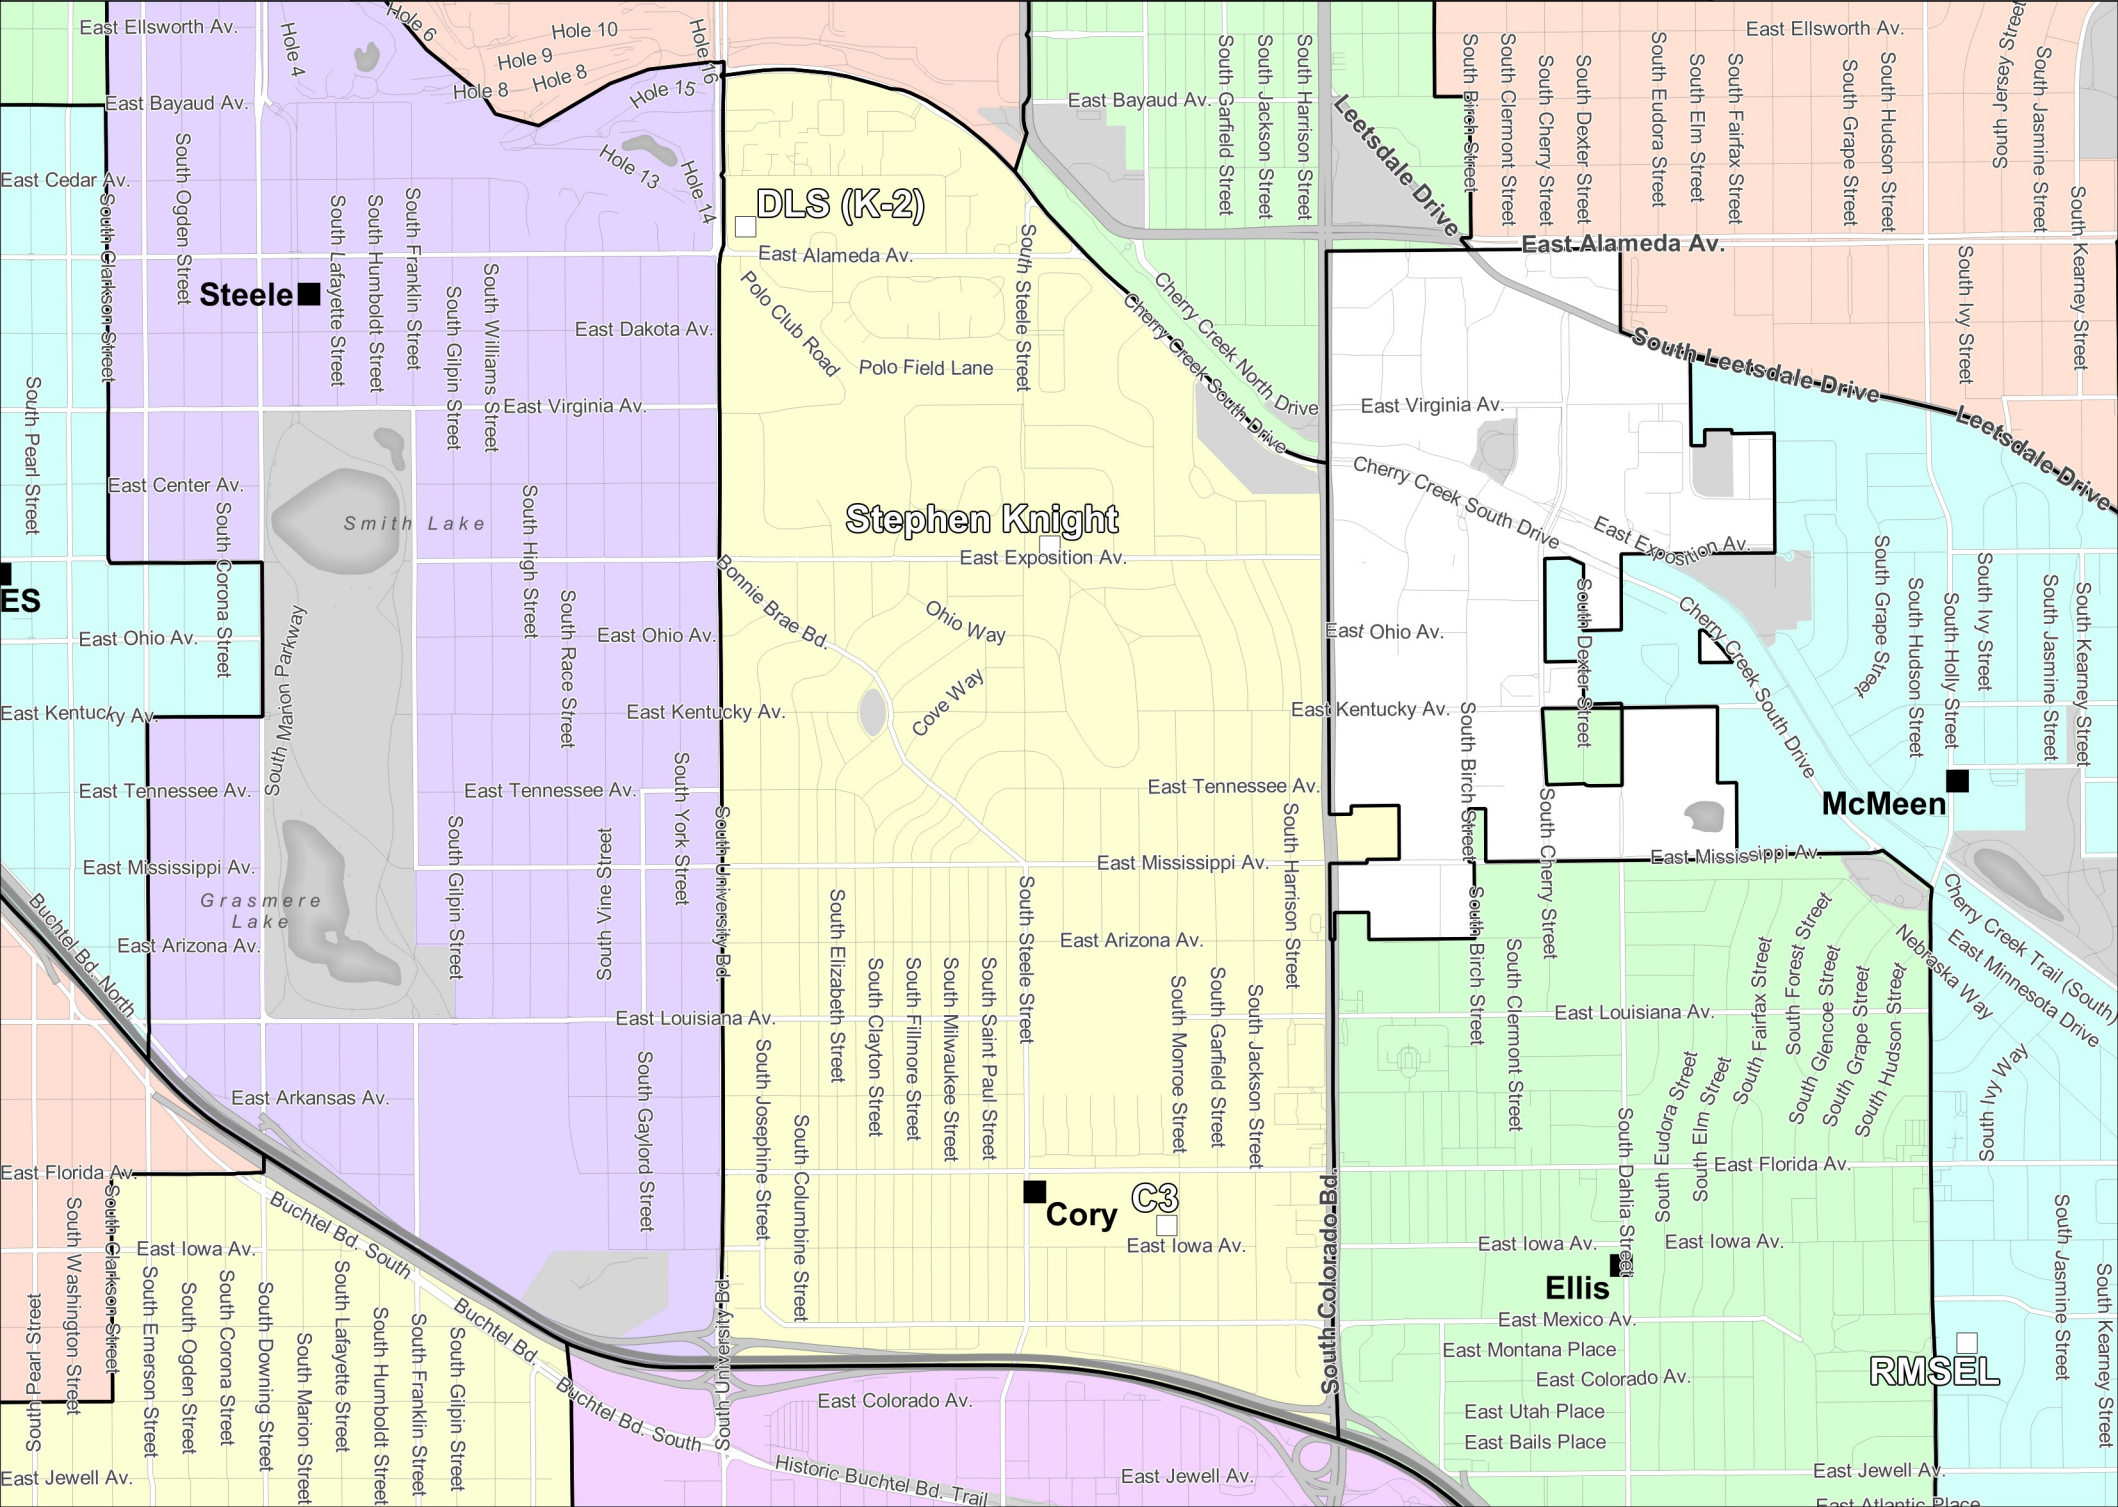 East Ellsworth Av.
Hole 4
Hole 6
Hole 9
Hole 10
Hole 8
Hole 8
Hole 16
Hole 15
East Ellsworth Av.
South Jersey Street
South Jasmine Street
East Bayaud Av.
East Bayaud Av.
South Garfield Street
South Jackson Street
South Harrison Street
Leetsdale Drive
South Birch Street
South Clermont Street
South Cherry Street
South Dexter Street
South Eudora Street
South Elm Street
South Fairfax Street
South Grape Street
South Hudson Street
Hole 13
Hole 14
East Cedar Av.
South Clarkson Street
South Ogden Street
South Lafayette Street
South Humboldt Street
South Franklin Street
DLS (K-2)
South Kearney Street
East Alameda Av.
East Alameda Av.
South Steele Street
South Ivy Street
Steele
South Gilpin Street
South Williams Street
Polo Club Road
Cherry Creek North Drive
Cherry Creek South Drive
East Dakota Av.
South Leetsdale Drive
Polo Field Lane
South Pearl Street
East Virginia Av.
East Virginia Av.
Leetsdale Drive
East Center Av.
South Corona Street
Smith Lake
South High Street
Stephen Knight
Cherry Creek South Drive
East Exposition Av.
East Exposition Av.
Bonnie Brae Bd.
South Grape Street
South Ivy Street
South Hudson Street
South Holly Street
South Jasmine Street
South Kearney Street
ES
South Race Street
Ohio Way
South Dexter Street
Cherry Creek South Drive
East Ohio Av.
East Ohio Av.
East Ohio Av.
South Marion Parkway
Cove Way
East Kentucky Av.
East Kentucky Av.
East Kentucky Av.
South Birch Street
East Tennessee Av.
East Tennessee Av.
South York Street
East Tennessee Av.
South Cherry Street
McMeen
South Gilpin Street
South Vine Street
South University Bd.
South Harrison Street
East Mississippi Av.
East Mississippi Av.
East Mississippi Av.
Grasmere
Lake
Buchtel Bd. North
South Elizabeth Street
South Steele Street
South Birch Street
South Forest Street
Cherry Creek Trail (South)
East Arizona Av.
East Arizona Av.
South Clayton Street
South Fillmore Street
South Milwaukee Street
South Saint Paul Street
South Monroe Street
South Garfield Street
South Jackson Street
South Clermont Street
South Fairfax Street
South Glencoe Street
South Grape Street
South Hudson Street
Nebraska Way
East Minnesota Drive
East Louisiana Av.
East Louisiana Av.
South Gaylord Street
South Josephine Street
South Columbine Street
South Eudora Street
South Elm Street
South Ivy Way
East Arkansas Av.
South Dahlia Street
East Florida Av.
East Florida Av.
South Colorado Bd.
South Clarkson Street
South Washington Street
Cory
C3
South Jasmine Street
South Kearney Street
Buchtel Bd. South
East Iowa Av.
East Iowa Av.
East Iowa Av.
East Iowa Av.
South Pearl Street
South Emerson Street
South Ogden Street
South Corona Street
South Downing Street
South Marion Street
South Lafayette Street
South Humboldt Street
South Franklin Street
South Gilpin Street
Ellis
Buchtel Bd.
South University Bd.
East Mexico Av.
East Montana Place
RMSEL
East Colorado Av.
East Colorado Av.
Buchtel Bd. South
East Utah Place
East Bails Place
East Jewell Av.
Historic Buchtel Bd. Trail
East Jewell Av.
East Jewell Av.
East Atlantic Place